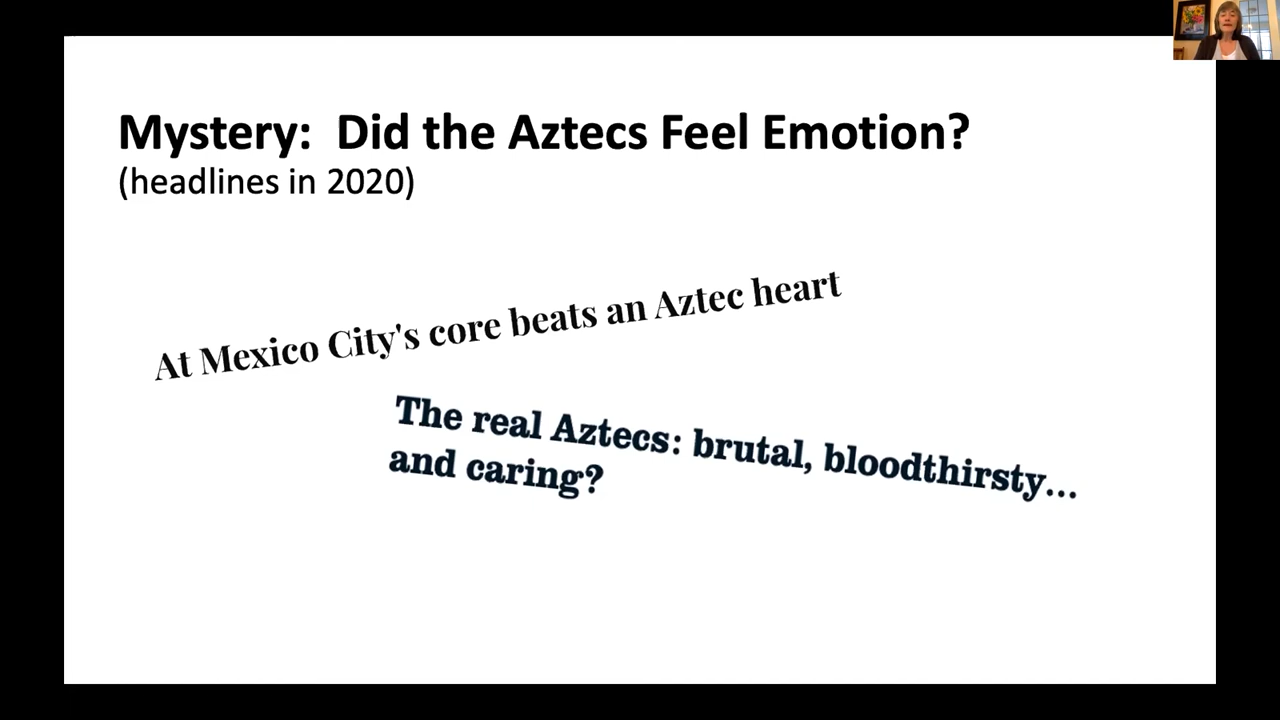 Mystery:  Did the Aztecs Feel Emotion?
(headlines in 2020)
At Mexico City's core beats an Aztec heart
The real Aztecs: brutal, bloodthirsty...
and caring?